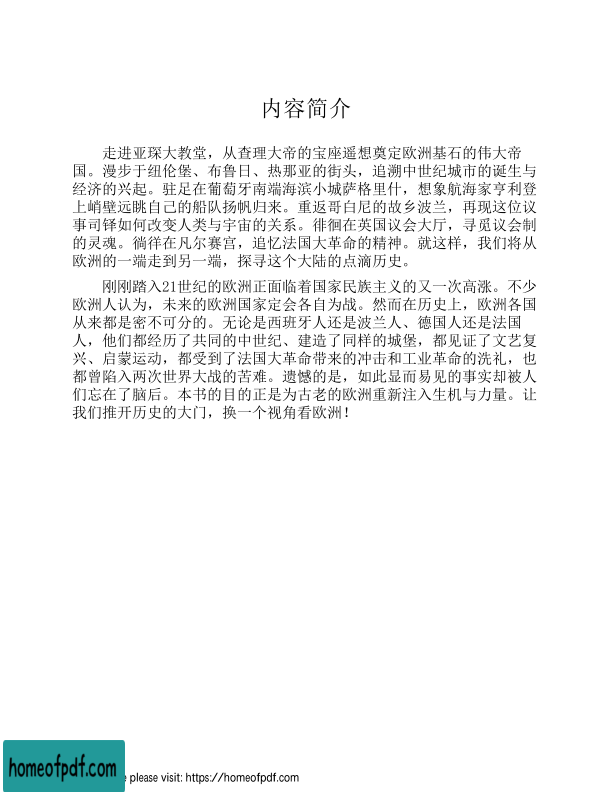 内容简介
走进亚琛大教堂，从查理大帝的宝座遥想奠定欧洲基石的伟大帝
国。漫步于纽伦堡、布鲁日、热那亚的街头，追溯中世纪城市的诞生与
经济的兴起。驻足在葡萄牙南端海滨小城萨格里什，想象航海家亨利登
上峭壁远眺自己的船队扬帆归来。重返哥白尼的故乡波兰，再现这位议
事司铎如何改变人类与宇宙的关系。徘徊在英国议会大厅，寻觅议会制
的灵魂。徜徉在凡尔赛宫，追忆法国大革命的精神。就这样，我们将从
欧洲的一端走到另一端，探寻这个大陆的点滴历史。
刚刚踏入21世纪的欧洲正面临着国家民族主义的又一次高涨。不少
欧洲人认为，未来的欧洲国家定会各自为战。然而在历史上，欧洲各国
从来都是密不可分的。无论是西班牙人还是波兰人、德国人还是法国
人，他们都经历了共同的中世纪、建造了同样的城堡，都见证了文艺复
兴、启蒙运动，都受到了法国大革命带来的冲击和工业革命的洗礼，也
都曾陷入两次世界大战的苦难。遗憾的是，如此显而易见的事实却被人
们忘在了脑后。本书的目的正是为古老的欧洲重新注入生机与力量。让
我们推开历史的大门，换一个视角看欧洲！
homeofpdf.com
e please visit: https://homeofpdf.com